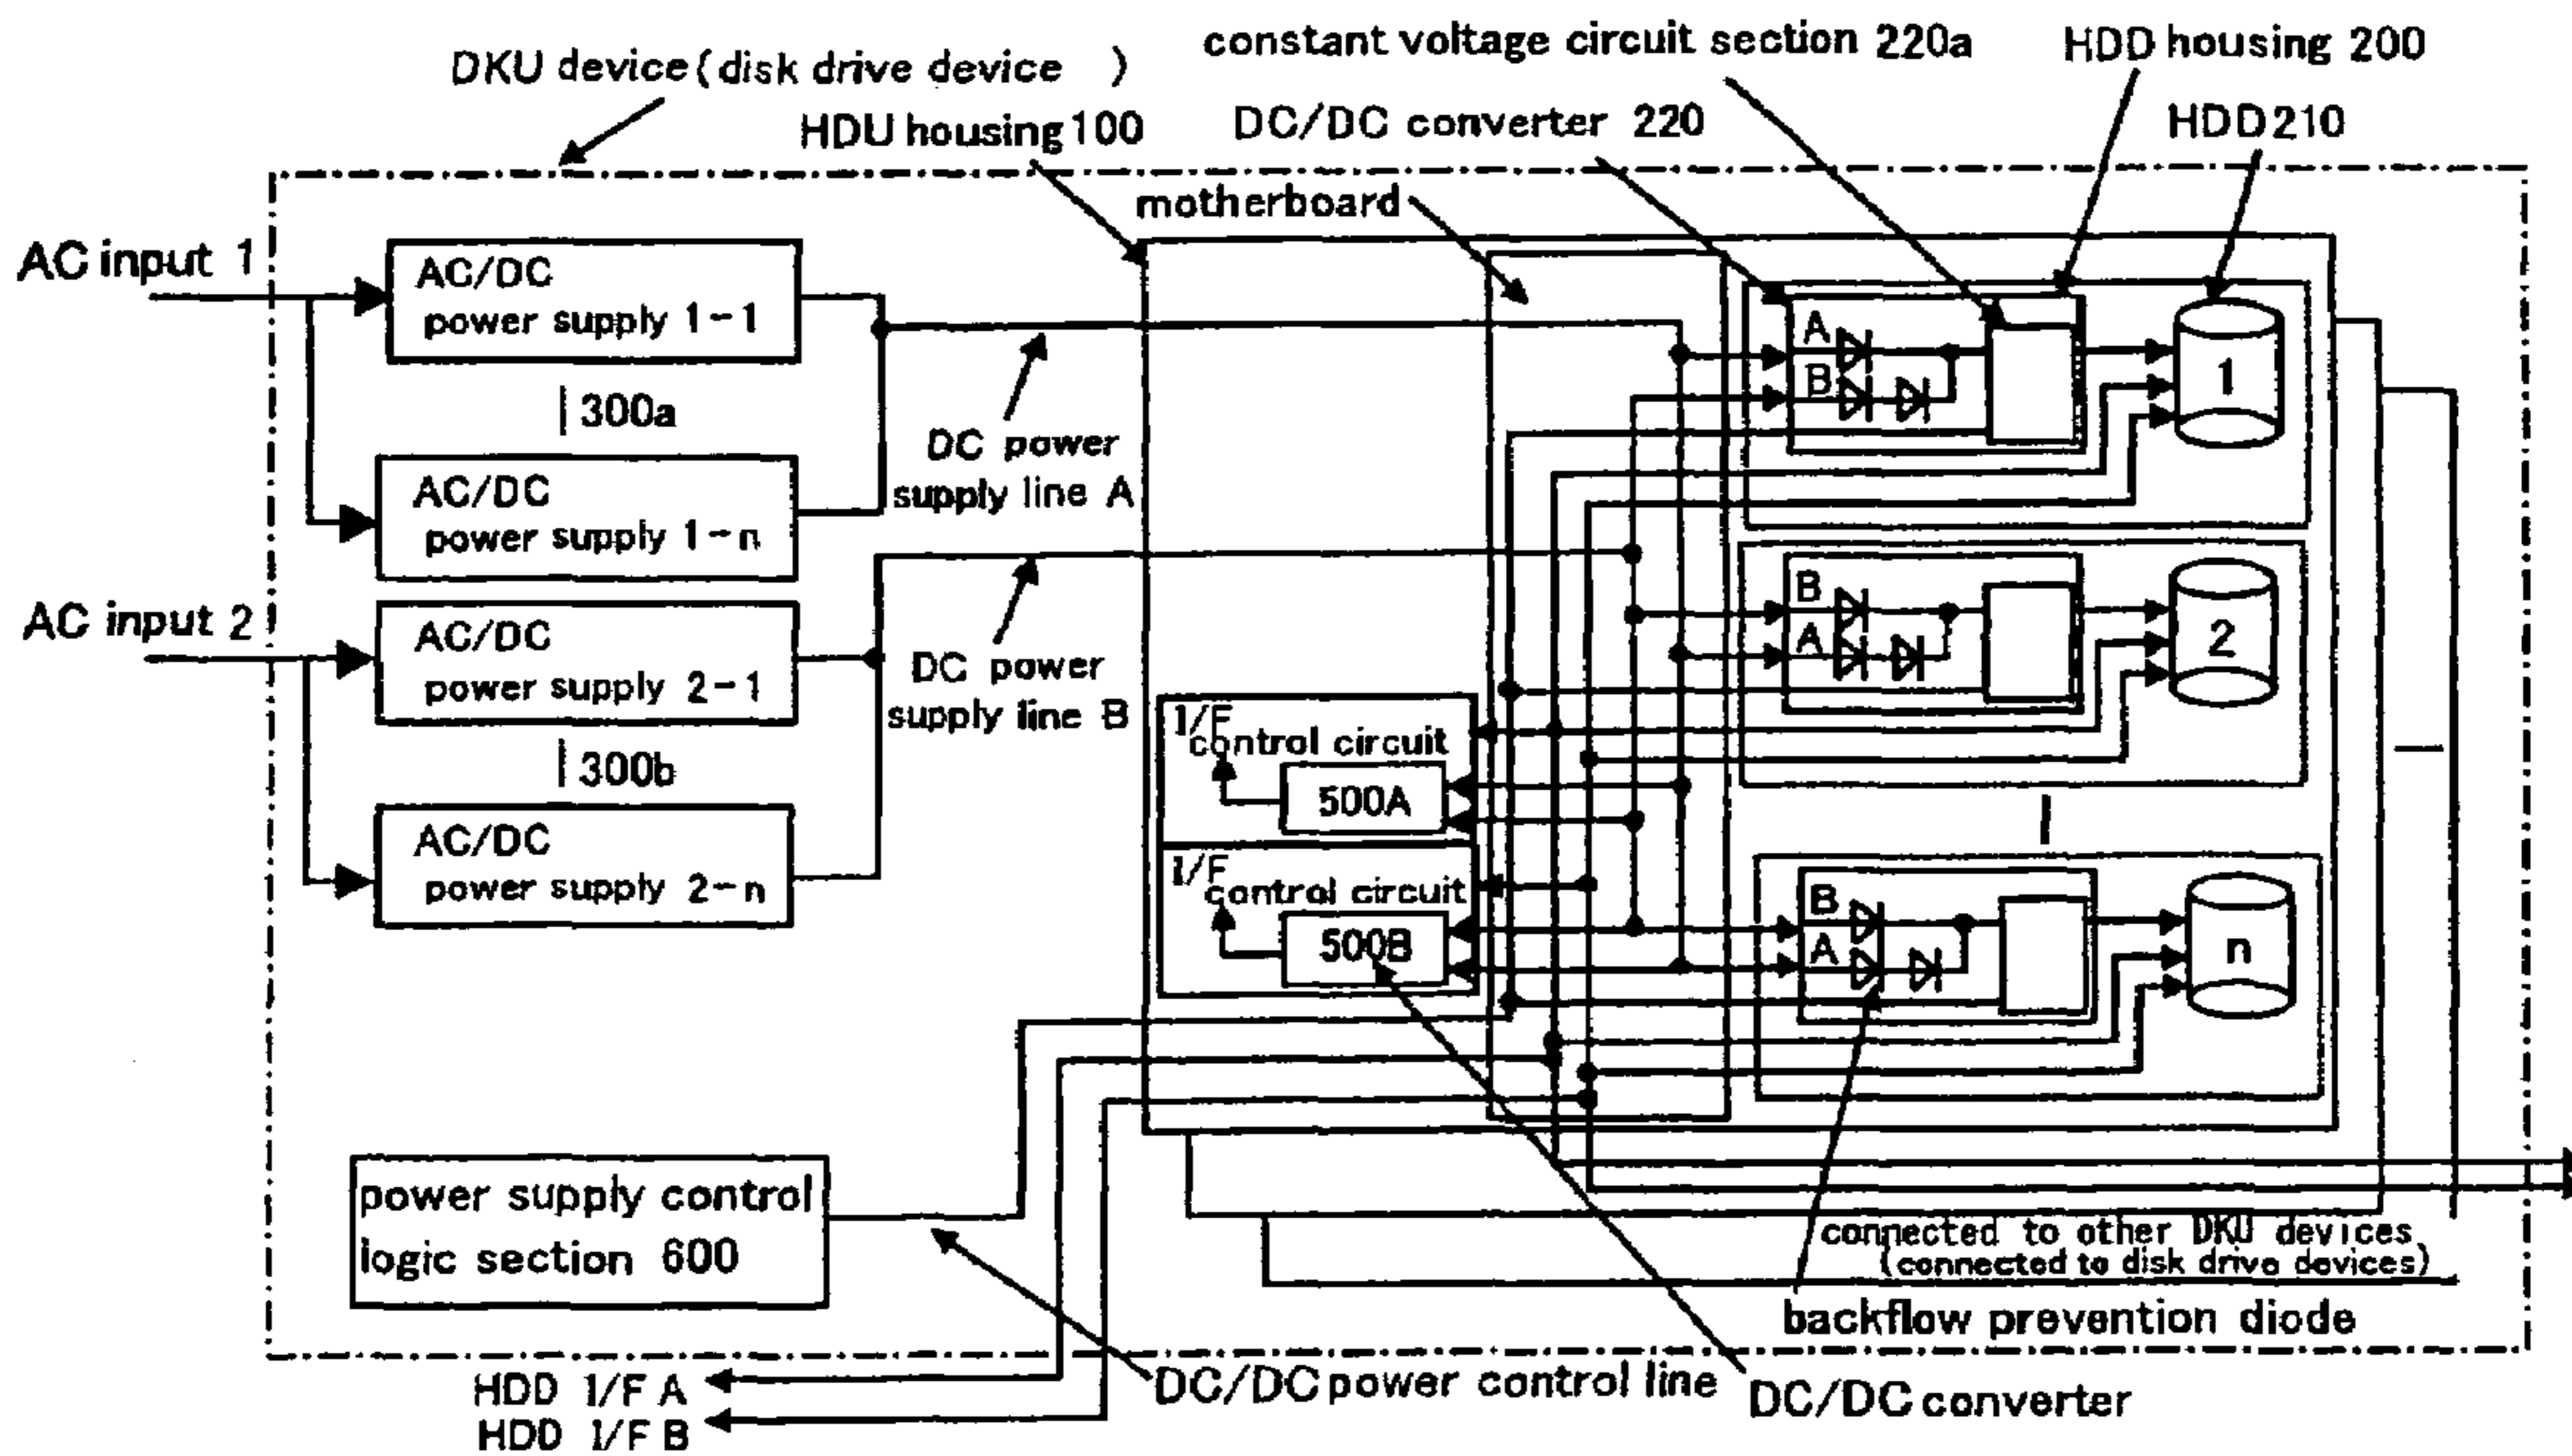 DKU device(disk drive device )
constant voltage circuit section 220a
HDD housing 200
HDU housing 100
DC/DC converter 220
HDD 210
motherboard
AC input 1
AC/DC
power supply 1-1
300a
AC/DC
power supply 1-n
DC power
supply line A
AC input 2
AC/DC
power supply 2-1
300b
AC/DC
power supply 2-n
DC power
supply line B
A
B
1
B
A
2
B
A
n
I/F
control circuit
500A
I/F
control circuit
500B
power supply control
logic section 600
connected to other DKU devices
(connected to disk drive devices)
backflow prevention diode
HDD I/F A
HDD I/F B
DC/DC power control line
DC/DC converter